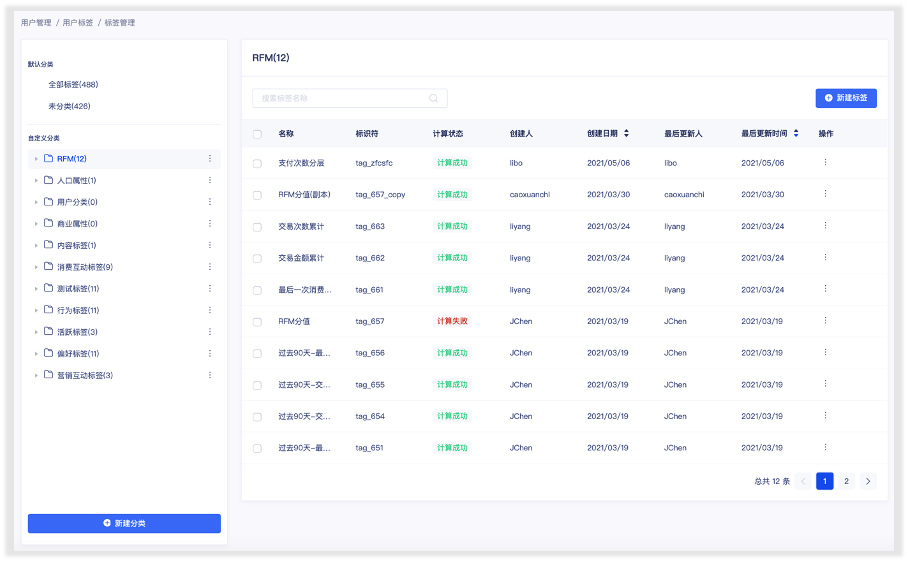 用户管理 / 用户标签 / 标签管理
默认分类
全部标签(488)
未分类(426)
自定义分类
RFM(12)
人口属性(1)
用户分类(0)
商业属性(0)
内容标签(1)
消费互动标签(9)
测试标签(11)
行为标签(11)
活跃标签(3)
偏好标签(11)
营销互动标签(3)
新建分类
RFM(12)
搜索标签名称
新建标签
名称 标识符 计算状态 创建人 创建日期 最后更新人 最后更新时间 操作
支付次数分层 tag_zfcsfc 计算成功 libo 2021/05/06 libo 2021/05/06
RFM分值(副本) tag_657_copy 计算成功 caoxuanchi 2021/03/30 caoxuanchi 2021/03/30
交易次数累计 tag_663 计算成功 liyang 2021/03/24 liyang 2021/03/24
交易金额累计 tag_662 计算成功 liyang 2021/03/24 liyang 2021/03/24
最后一次消费... tag_661 计算成功 liyang 2021/03/24 liyang 2021/03/24
RFM分值 tag_657 计算失败 JChen 2021/03/19 JChen 2021/03/19
过去90天-最... tag_656 计算成功 JChen 2021/03/19 JChen 2021/03/19
过去90天-交... tag_655 计算成功 JChen 2021/03/19 JChen 2021/03/19
过去90天-交... tag_654 计算成功 JChen 2021/03/19 JChen 2021/03/19
过去90天-最... tag_651 计算成功 JChen 2021/03/19 JChen 2021/03/19
总共 12 条 1 2